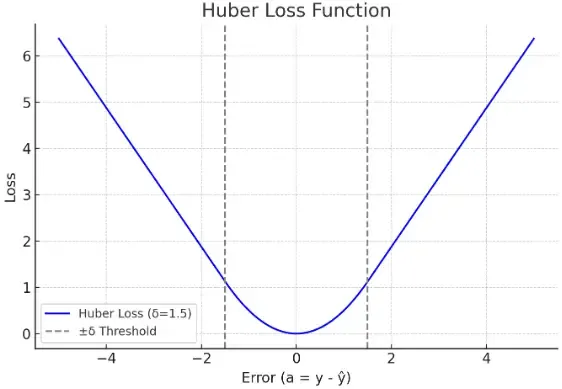 Huber Loss Function
Loss
6
5
4
3
2
1
0
Huber Loss (δ=1.5)
±δ Threshold
−4 −2 0 2 4
Error (a = y - ŷ)